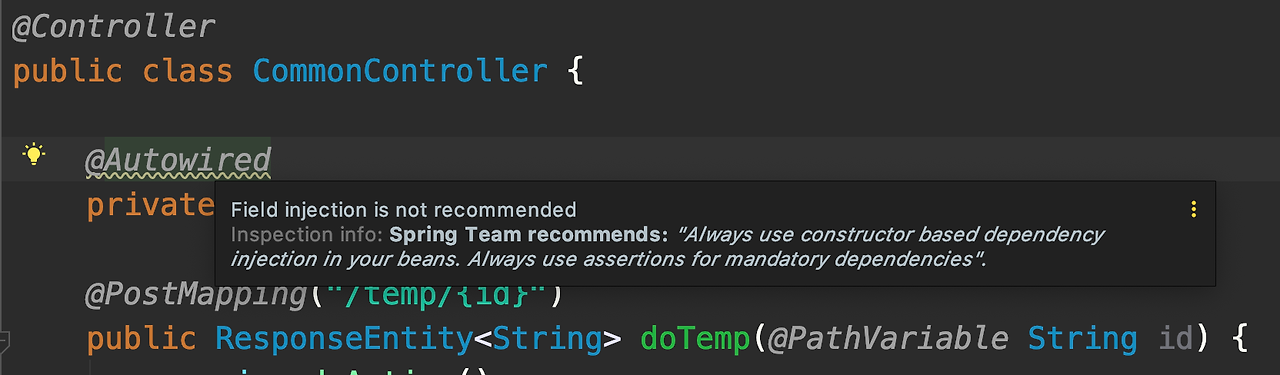 @Controller
public class CommonController {
@Autowired
private
Field injection is not recommended
Inspection info: Spring Team recommends: "Always use constructor based dependency
injection in your beans. Always use assertions for mandatory dependencies".
@PostMapping("/temp/{id}")
public ResponseEntity<String> doTemp(@PathVariable String id) {